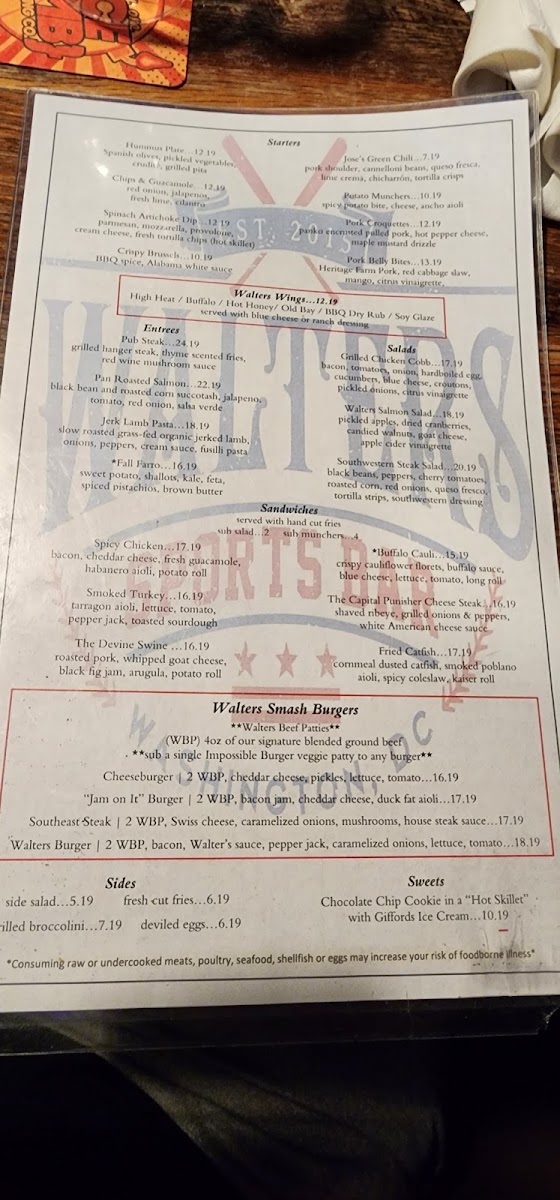 Starters
Hummus Plate...12.19
Spanish olives, pickled vegetables,
crudité, grilled pita
Chips & Guacamole...12.19
red onion, jalapeno,
fresh lime, cilantro
Spinach Artichoke Dip...12.19
parmesan, mozzarella, provolone,
cream cheese, fresh tortilla chips (hot skillet)
Crispy Brussels...10.19
BBQ spice, Alabama white sauce
Jose's Green Chili...7.19
pork shoulder, cannelloni beans, queso fresca,
lime crema, chicharrón, tortilla crisps
Potato Munchers...10.19
spicy potato bite, cheese, ancho aioli
Pork Croquettes...12.19
panko encrusted pulled pork, hot pepper cheese,
maple mustard drizzle
Pork Belly Bites...13.19
Heritage Farm Pork, red cabbage slaw,
mango, citrus vinaigrette,
Walters Wings...12.19
High Heat / Buffalo / Hot Honey/ Old Bay / BBQ Dry Rub / Soy Glaze
served with blue cheese or ranch dressing
Entrees
Pub Steak...24.19
grilled hanger steak, thyme scented fries,
red wine mushroom sauce
Pan Roasted Salmon...22.19
black bean and roasted corn succotash, jalapeno,
tomato, red onion, salsa verde
Jerk Lamb Pasta...18.19
slow roasted grass-fed organic jerked lamb,
onions, peppers, cream sauce, fusilli pasta
*Fall Farro...16.19
sweet potato, shallots, kale, feta,
spiced pistachios, brown butter
Salads
Grilled Chicken Cobb...17.19
bacon, tomatoes, onion, hardboiled egg,
cucumbers, blue cheese, croutons,
pickled onions, citrus vinaigrette
Walters Salmon Salad...18.19
pickled apples, dried cranberries,
candied walnuts, goat cheese,
apple cider vinaigrette
Southwestern Steak Salad...20.19
black beans, peppers, cherry tomatoes,
roasted corn, red onions, queso fresco,
tortilla strips, southwestern dressing
Sandwiches
served with hand cut fries
sub salad...2 sub munchers...4
Spicy Chicken...17.19
bacon, cheddar cheese, fresh guacamole,
habanero aioli, potato roll
Smoked Turkey...16.19
tarragon aioli, lettuce, tomato,
pepper jack, toasted sourdough
The Devine Swine ...16.19
roasted pork, whipped goat cheese,
black fig jam, arugula, potato roll
*Buffalo Cauli...15.19
crispy cauliflower florets, buffalo sauce,
blue cheese, lettuce, tomato, long roll
The Capital Punisher Cheese Steak...16.19
shaved ribeye, grilled onions & peppers,
white American cheese sauce
Fried Catfish...17.19
cornmeal dusted catfish, smoked poblano
aioli, spicy coleslaw, kaiser roll
Walters Smash Burgers
**Walters Beef Patties**
(WBP) 4oz of our signature blended ground beef
**sub a single Impossible Burger veggie patty to any burger**
Cheeseburger | 2 WBP, cheddar cheese, pickles, lettuce, tomato...16.19
"Jam on It" Burger | 2 WBP, bacon jam, cheddar cheese, duck fat aioli...17.19
Southeast Steak | 2 WBP, Swiss cheese, caramelized onions, mushrooms, house steak sauce...17.19
Walters Burger | 2 WBP, bacon, Walter's sauce, pepper jack, caramelized onions, lettuce, tomato...18.19
Sides
side salad...5.19 fresh cut fries...6.19
rilled broccolini...7.19 deviled eggs...6.19
Sweets
Chocolate Chip Cookie in a "Hot Skillet"
with Giffords Ice Cream...10.19
*Consuming raw or undercooked meats, poultry, seafood, shellfish or eggs may increase your risk of foodborne illness*
EST. 2015
WALTERS
SPORTS BAR
WASHINGTON, DC